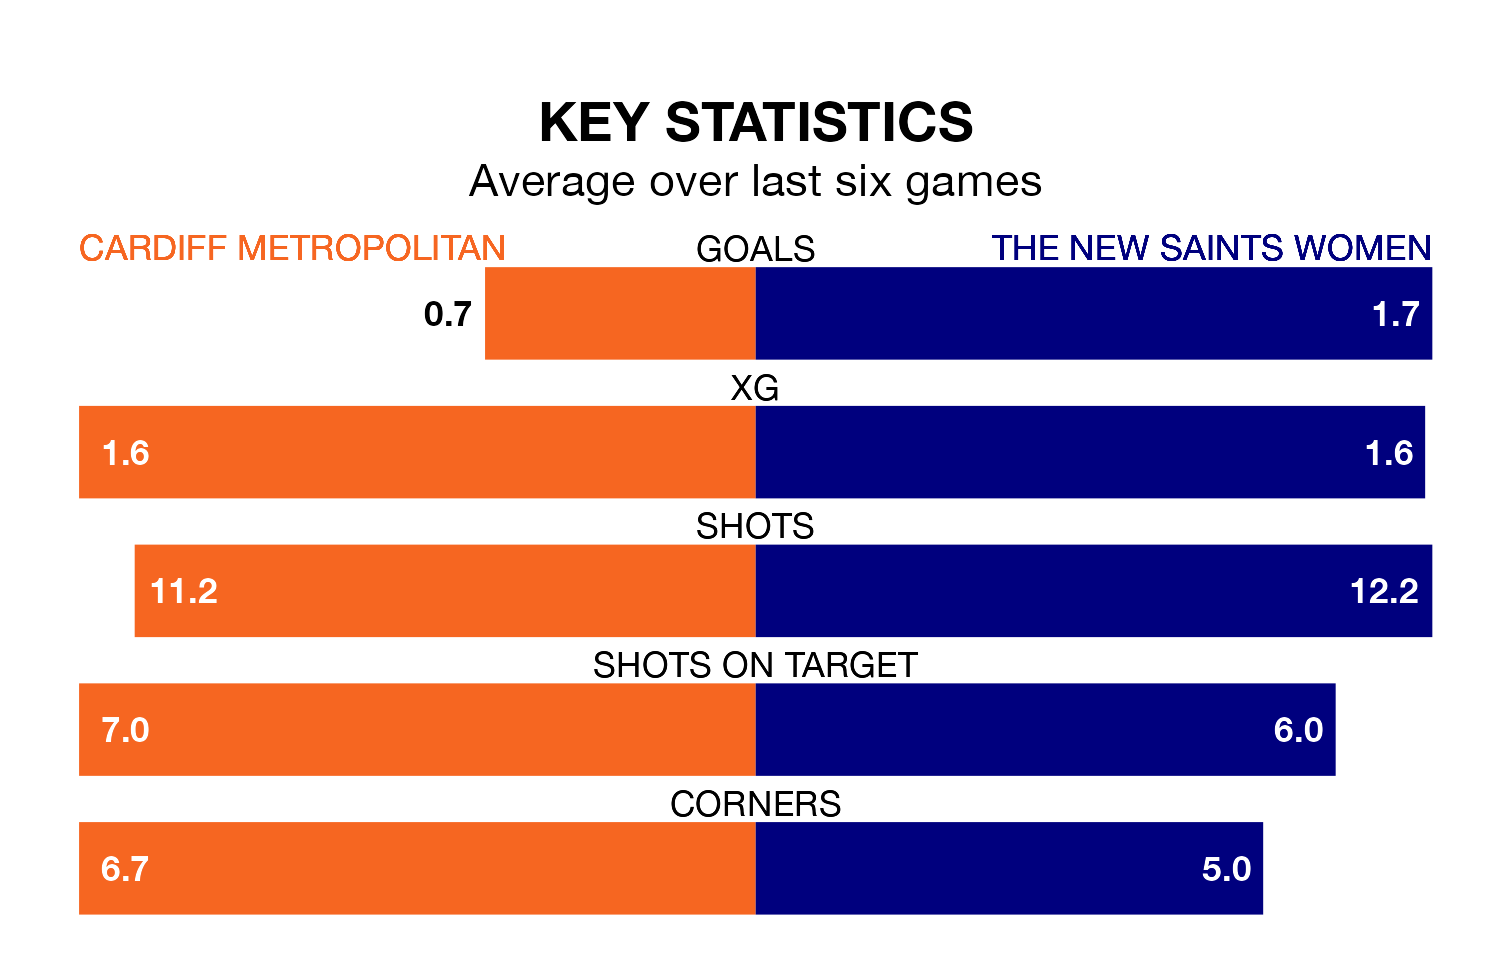 KEY STATISTICS
Average over last six games
CARDIFF METROPOLITAN GOALS THE NEW SAINTS WOMEN
0.7 1.7
XG
1.6 1.6
SHOTS
11.2 12.2
SHOTS ON TARGET
7.0 6.0
CORNERS
6.7 5.0